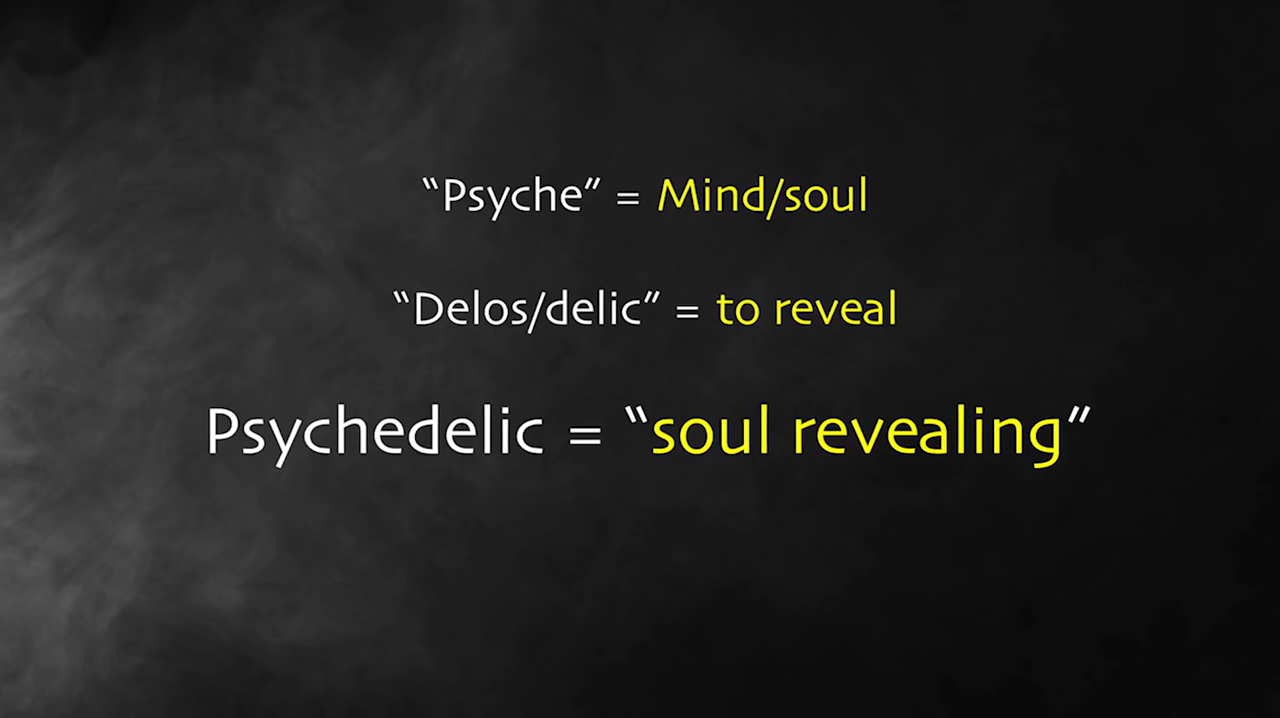 “Psyche” = Mind/soul
“Delos/delic” = to reveal
Psychedelic = “soul revealing”